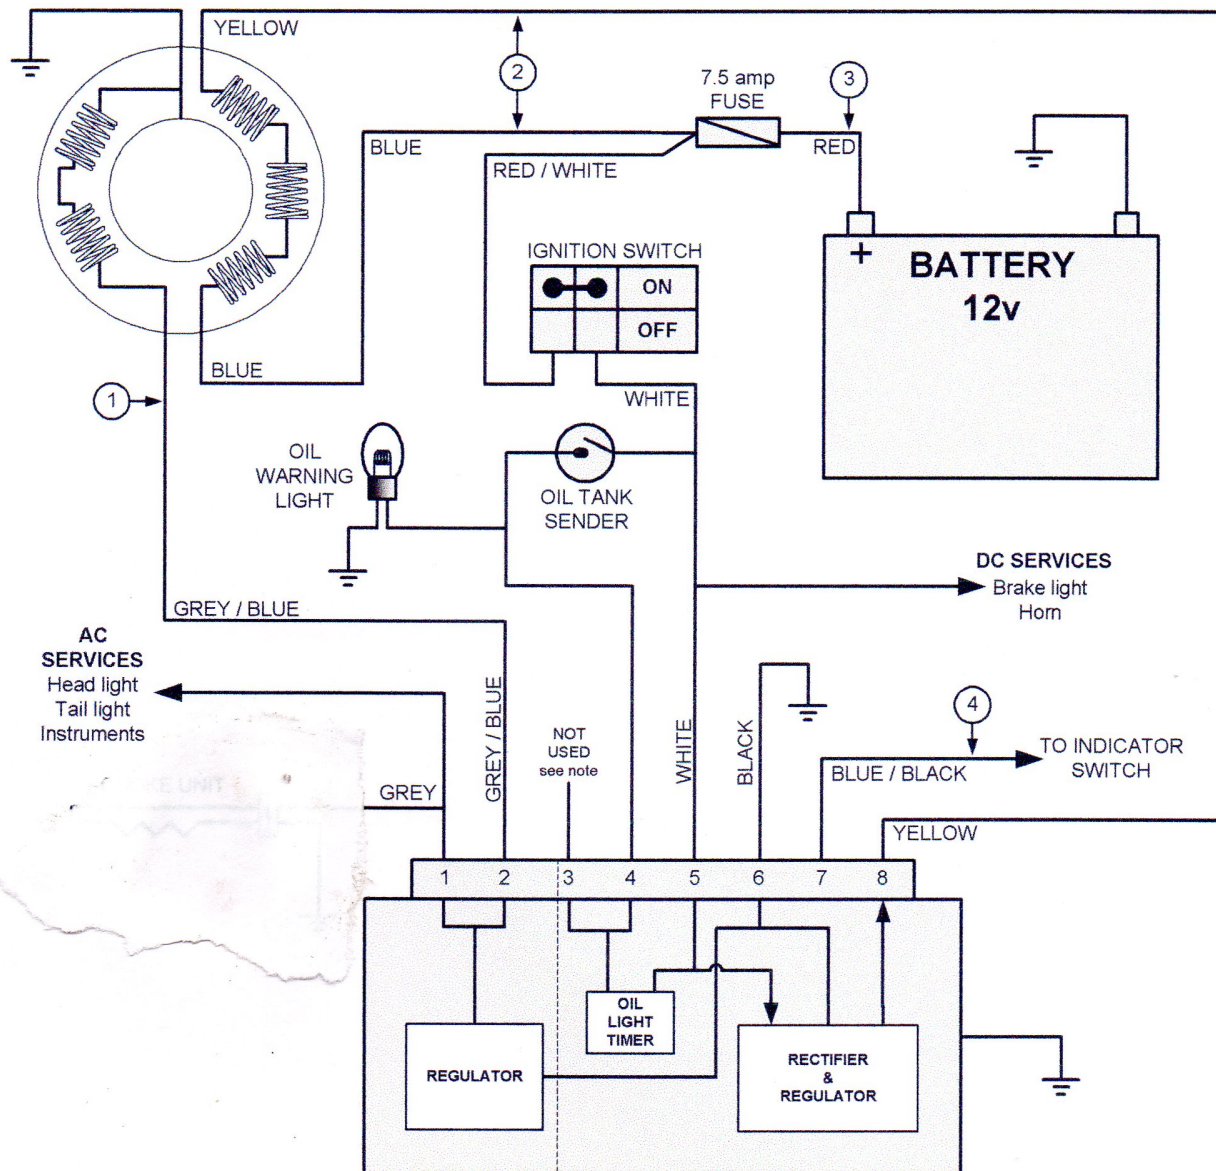 YELLOW
2
7.5 amp
FUSE
3
BLUE
RED / WHITE
RED
IGNITION SWITCH
ON
OFF
+
BATTERY
12v
BLUE
WHITE
1
OIL
WARNING
LIGHT
OIL TANK
SENDER
DC SERVICES
Brake light
Horn
GREY / BLUE
AC
SERVICES
Head light
Tail light
Instruments
GREY / BLUE
NOT
USED
see note
WHITE
BLACK
4
BLUE / BLACK
TO INDICATOR
SWITCH
UNIT
GREY
YELLOW
1 2 3 4 5 6 7 8
OIL
LIGHT
TIMER
REGULATOR
RECTIFIER
&
REGULATOR